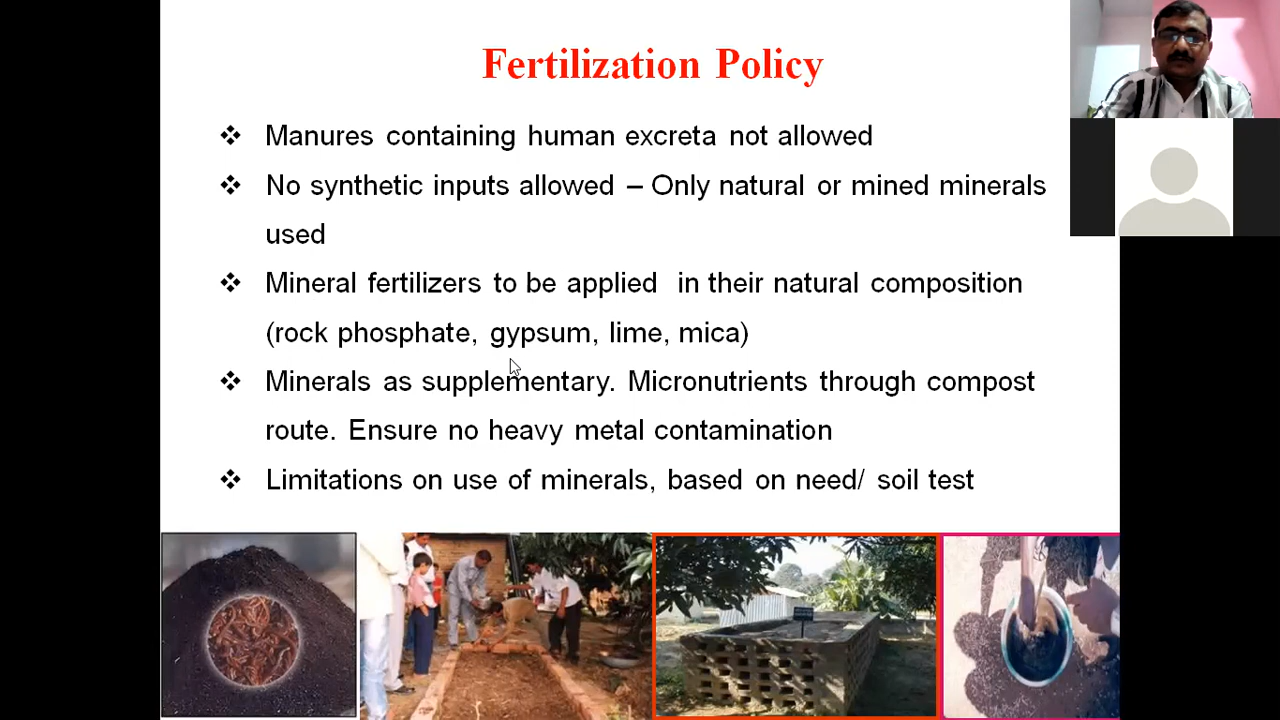 Fertilization Policy
❖ Manures containing human excreta not allowed
❖ No synthetic inputs allowed – Only natural or mined minerals
used
❖ Mineral fertilizers to be applied in their natural composition
(rock phosphate, gypsum, lime, mica)
❖ Minerals as supplementary. Micronutrients through compost
route. Ensure no heavy metal contamination
❖ Limitations on use of minerals, based on need/ soil test